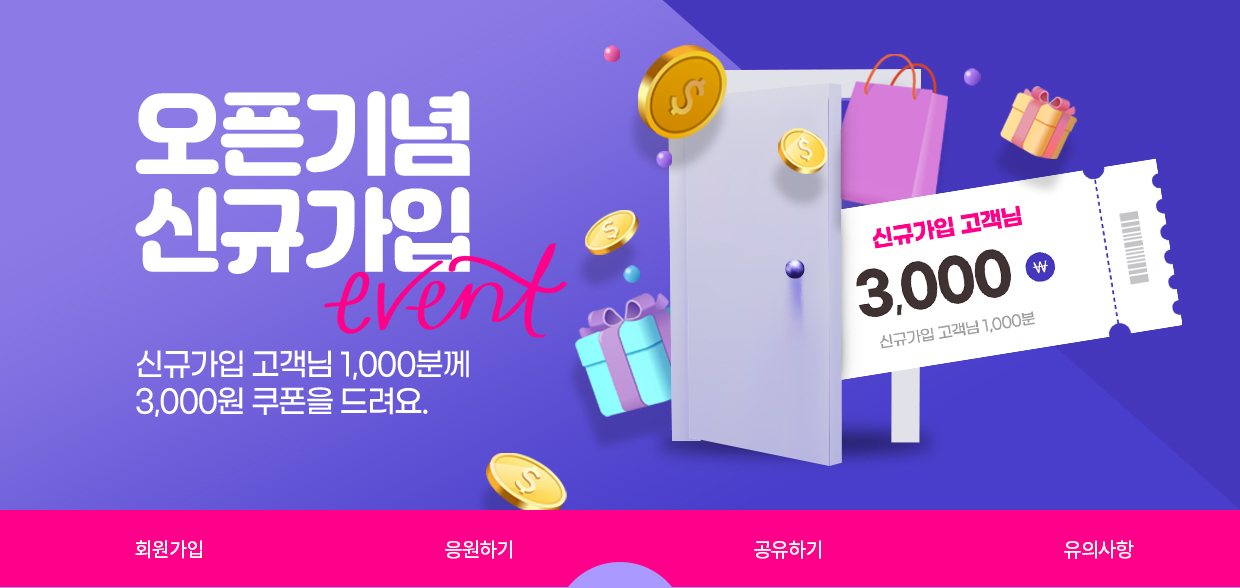 오픈기념
신규가입
event
신규가입 고객님 1,000분께
3,000원 쿠폰을 드려요.
신규가입 고객님
3,000 ₩
신규가입 고객님 1,000분
회원가입
응원하기
공유하기
유의사항